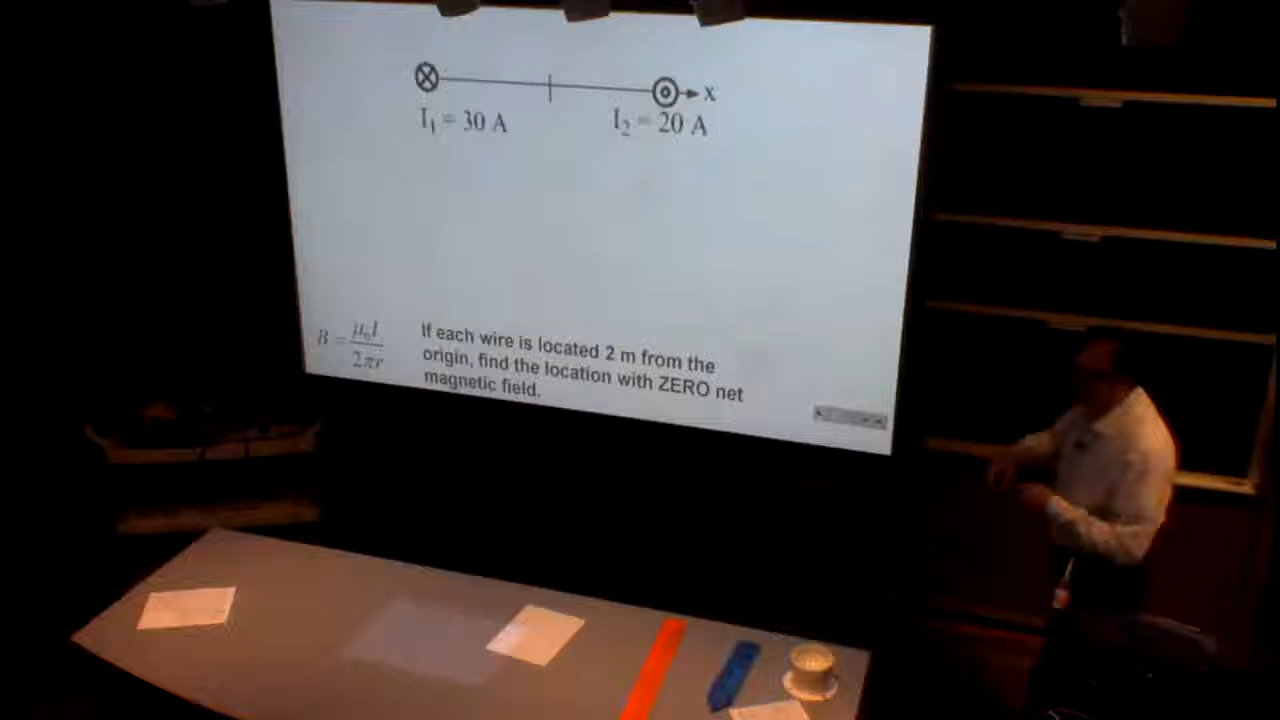 x
I₁ = 30 A I₂ = 20 A
B = μ₀I / 2πr
If each wire is located 2 m from the
origin, find the location with ZERO net
magnetic field.